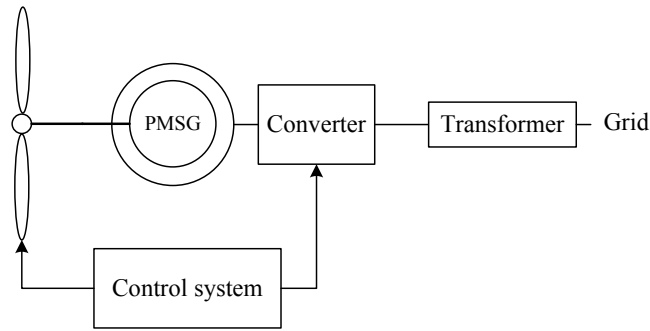 PMSG
Converter
Transformer
Grid
Control system